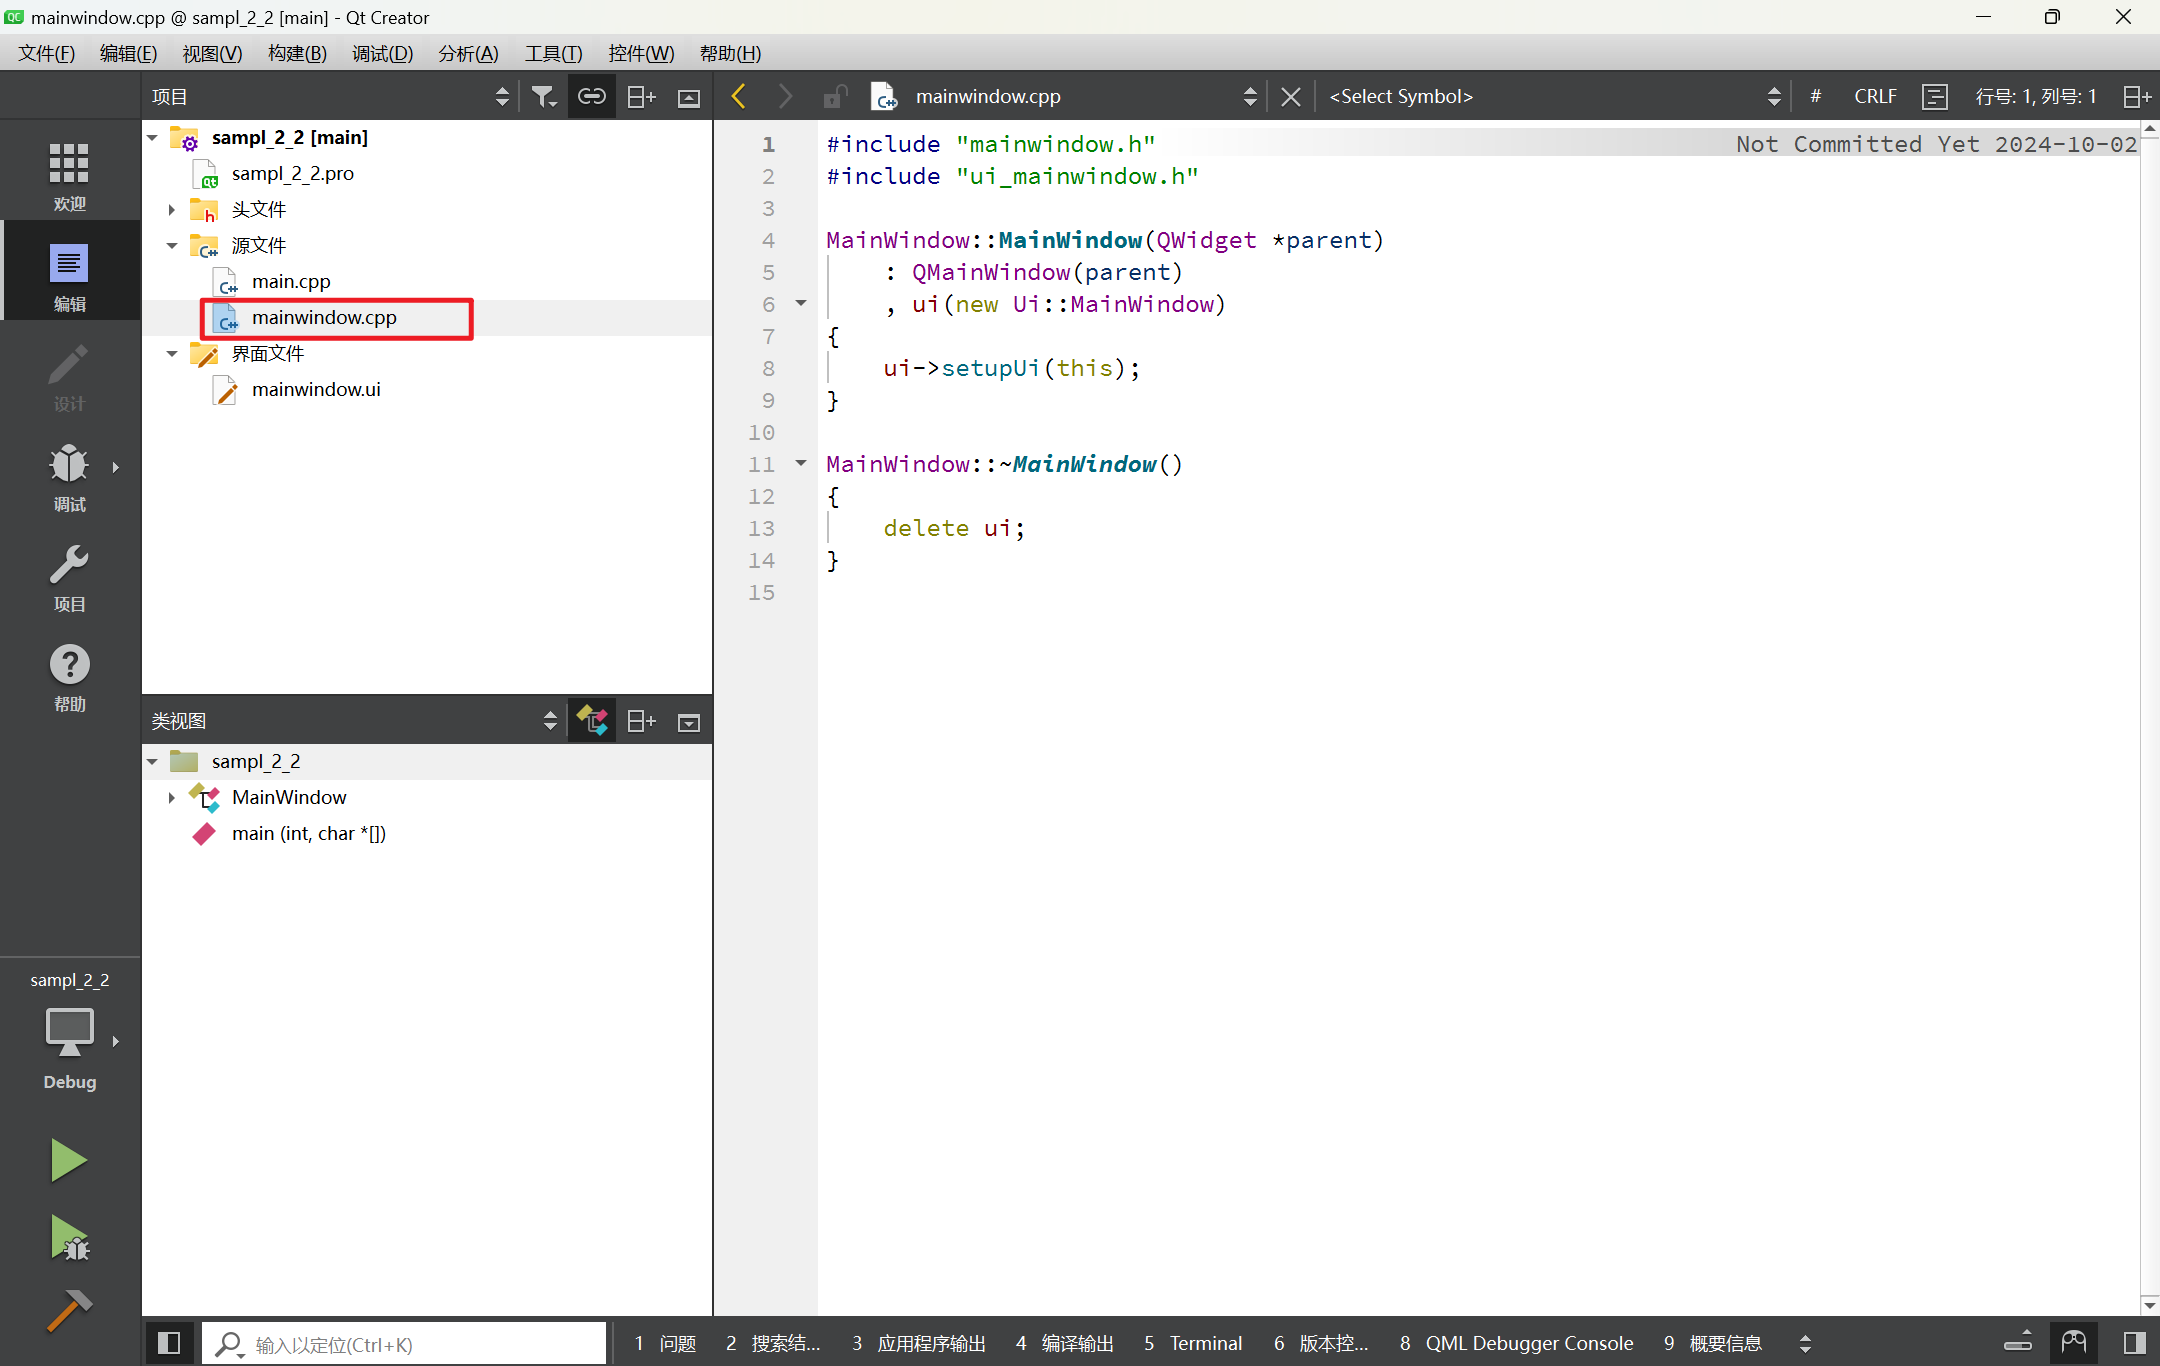 mainwindow.cpp @ sampl_2_2 [main] - Qt Creator
文件(F) 编辑(E) 视图(V) 构建(B) 调试(D) 分析(A) 工具(T) 控件(W) 帮助(H)
项目
mainwindow.cpp
<Select Symbol>
# CRLF 行号: 1, 列号: 1
欢迎
编辑
设计
调试
项目
帮助
sampl_2_2 [main]
sampl_2_2.pro
头文件
源文件
main.cpp
mainwindow.cpp
界面文件
mainwindow.ui
1 #include "mainwindow.h" Not Committed Yet 2024-10-02
2 #include "ui_mainwindow.h"
3
4 MainWindow::MainWindow(QWidget *parent)
5     : QMainWindow(parent)
6     , ui(new Ui::MainWindow)
7 {
8     ui->setupUi(this);
9 }
10
11 MainWindow::~MainWindow()
12 {
13     delete ui;
14 }
15
类视图
sampl_2_2
MainWindow
main (int, char *[])
sampl_2_2
Debug
输入以定位(Ctrl+K)
1 问题 2 搜索结... 3 应用程序输出 4 编译输出 5 Terminal 6 版本控... 8 QML Debugger Console 9 概要信息